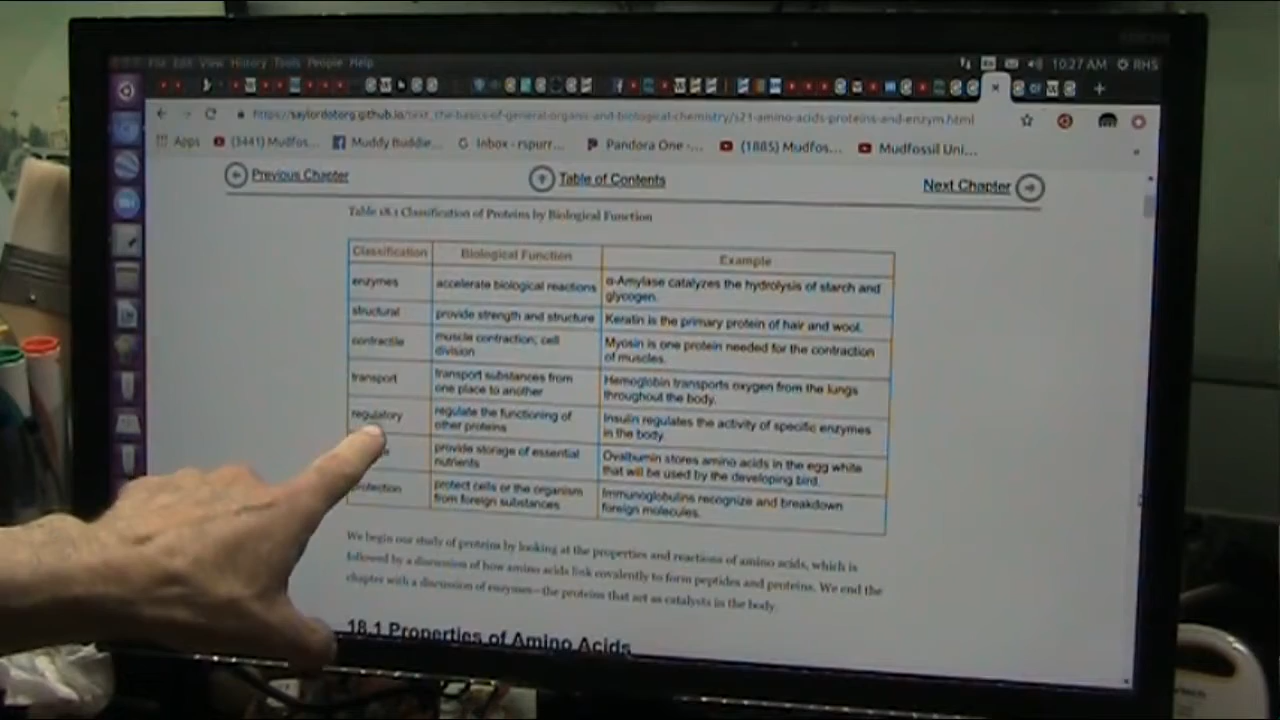 File Edit View History Tools People Help
10:27 AM RHS
https://saylordotorg.github.io/text_the-basics-of-general-organic-and-biological-chemistry/s21-amino-acids-proteins-and-enzym.html
Apps (3441) Mudfos... Muddy Buddie... Inbox - rspurr... Pandora One -... (1885) Mudfos... Mudfossil Uni...
Previous Chapter Table of Contents Next Chapter
Table 18.1 Classification of Proteins by Biological Function
Classification Biological Function Example
enzymes accelerate biological reactions α-Amylase catalyzes the hydrolysis of starch and
glycogen.
structural provide strength and structure Keratin is the primary protein of hair and wool.
contractile muscle contraction; cell Myosin is one protein needed for the contraction
division of muscles.
transport transport substances from Hemoglobin transports oxygen from the lungs
one place to another throughout the body.
regulatory regulate the functioning of Insulin regulates the activity of specific enzymes
other proteins in the body.
provide storage of essential Ovalbumin stores amino acids in the egg white
nutrients that will be used by the developing bird.
protection protect cells or the organism Immunoglobulins recognize and breakdown
from foreign substances foreign molecules.
We begin our study of proteins by looking at the properties and reactions of amino acids, which is
followed by a discussion of how amino acids link covalently to form peptides and proteins. We end the
chapter with a discussion of enzymes—the proteins that act as catalysts in the body.
18.1 Properties of Amino Acids